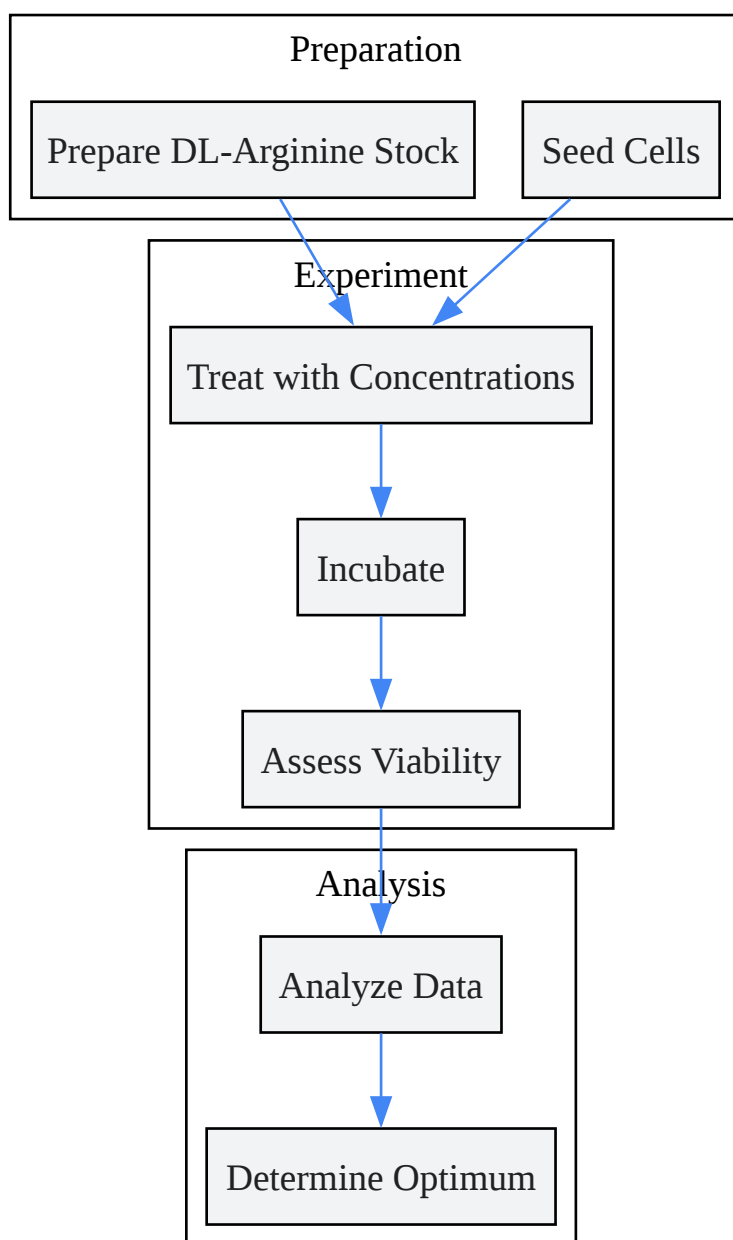 Preparation
Prepare DL-Arginine Stock
Seed Cells
Experiment
Treat with Concentrations
Incubate
Assess Viability
Analysis
Analyze Data
Determine Optimum